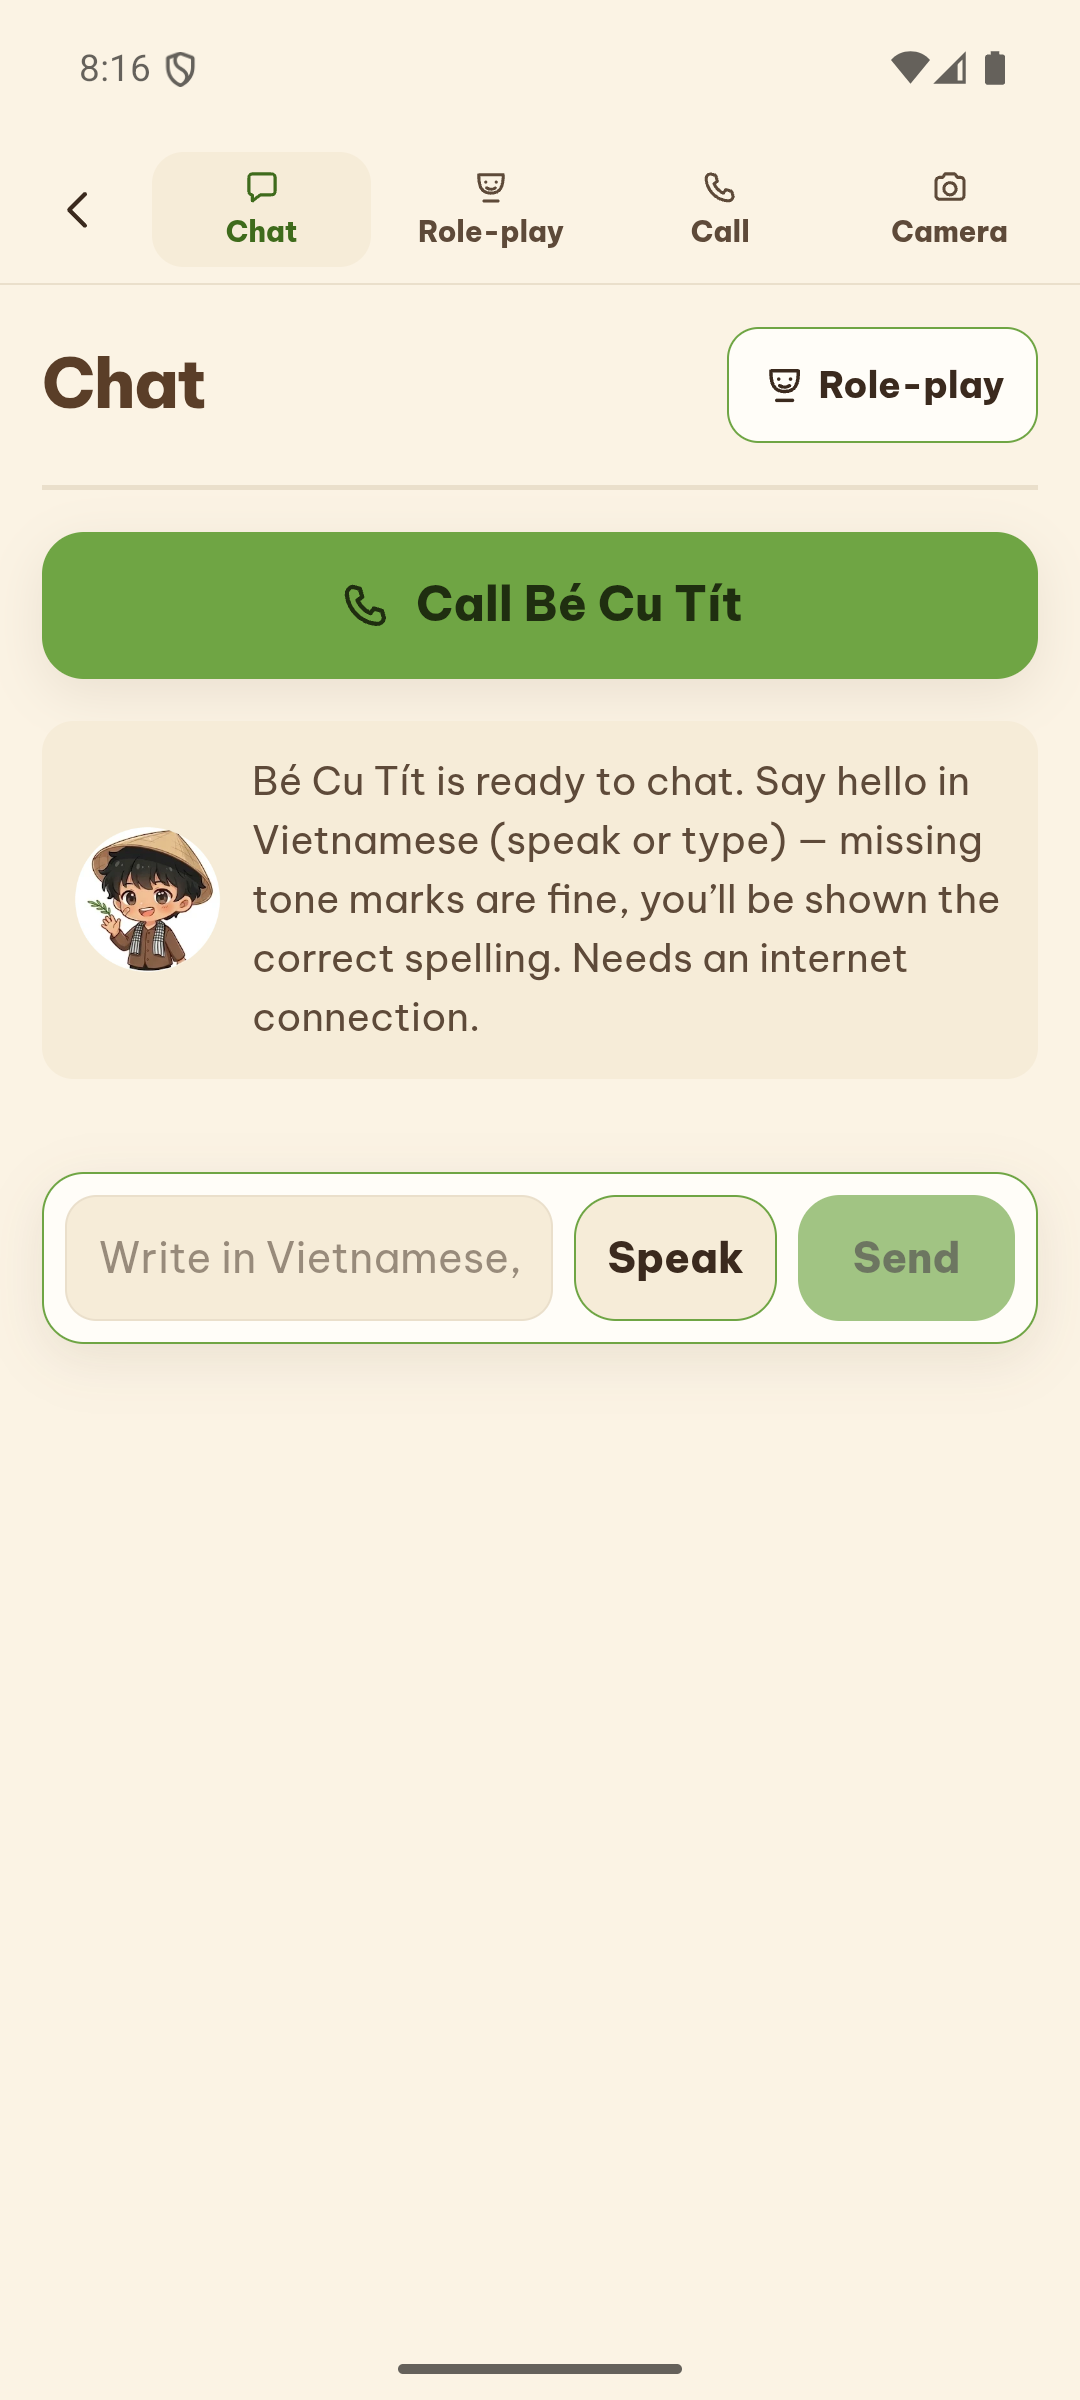 8:16
Chat
Role-play
Call
Camera
Chat
Role-play
Call Bé Cu Tít
Bé Cu Tít is ready to chat. Say hello in
Vietnamese (speak or type) — missing
tone marks are fine, you’ll be shown the
correct spelling. Needs an internet
connection.
Write in Vietnamese,
Speak
Send